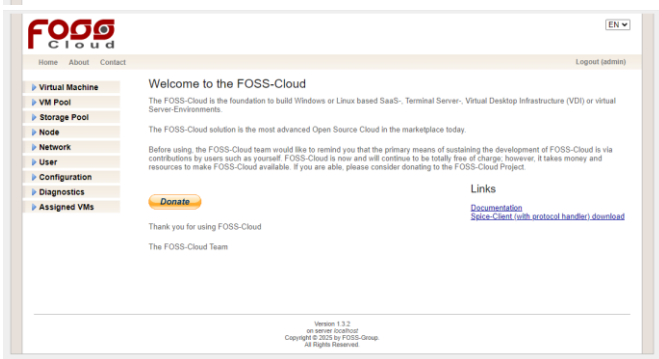 FOSS
Cloud
EN
Home About Contact
Logout (admin)
Virtual Machine
VM Pool
Storage Pool
Node
Network
User
Configuration
Diagnostics
Assigned VMs
Welcome to the FOSS-Cloud
The FOSS-Cloud is the foundation to build Windows or Linux based SaaS-, Terminal Server-, Virtual Desktop Infrastructure (VDI) or virtual
Server-Environments.
The FOSS-Cloud solution is the most advanced Open Source Cloud in the marketplace today.
Before using, the FOSS-Cloud team would like to remind you that the primary means of sustaining the development of FOSS-Cloud is via
contributions by users such as yourself. FOSS-Cloud is now and will continue to be totally free of charge; however, it takes money and
resources to make FOSS-Cloud available. If you are able, please consider donating to the FOSS-Cloud Project.
Donate
Thank you for using FOSS-Cloud
The FOSS-Cloud Team
Links
Documentation
Spice-Client (with protocol handler) download
Version 1.3.2
on server localhost
Copyright © 2025 by FOSS-Group.
All Rights Reserved.